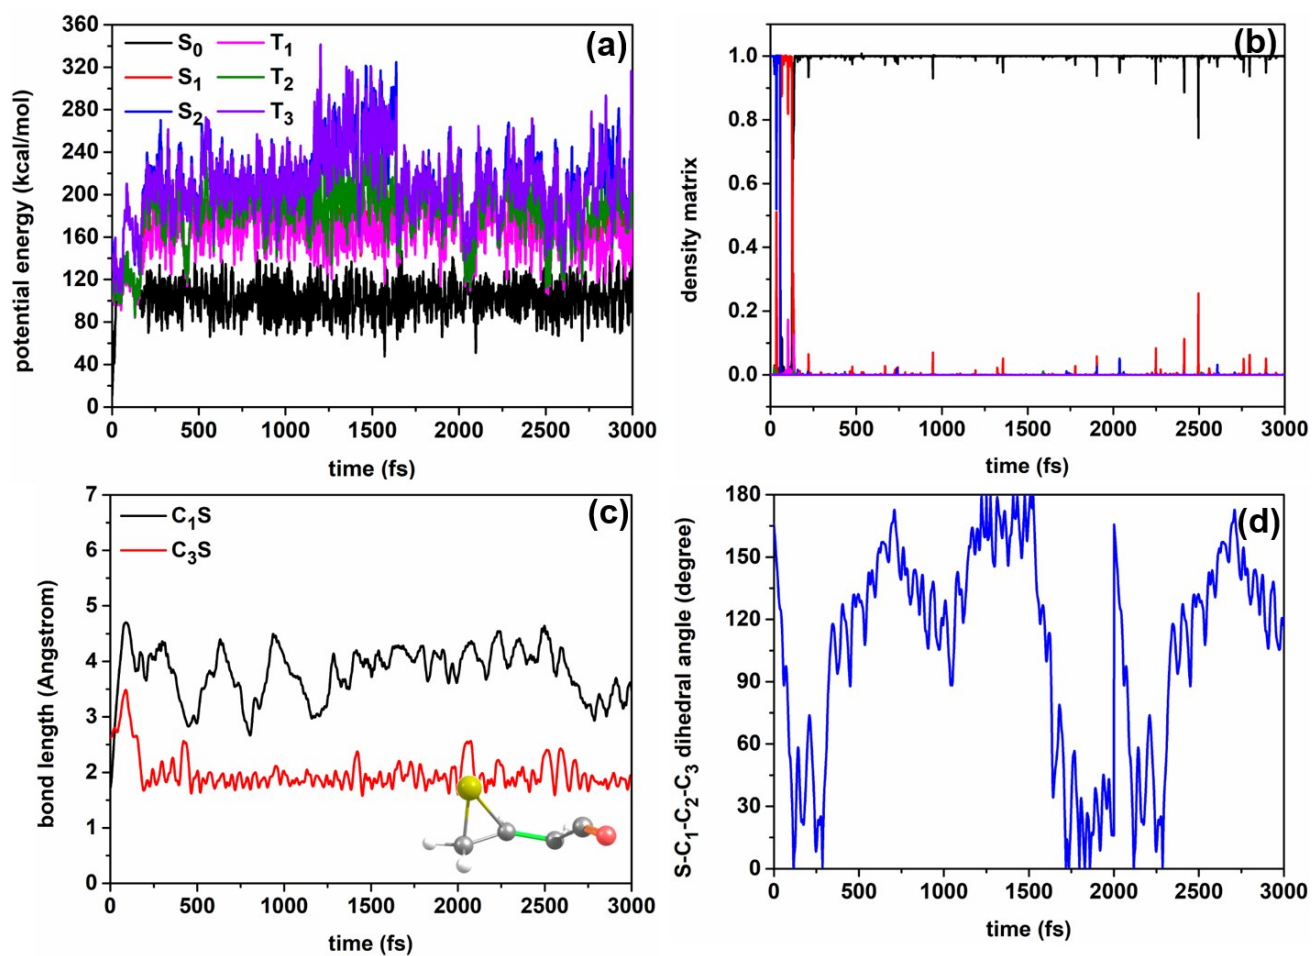 (a)
360
320
280
240
200
160
120
80
40
0
S0 T1
S1 T2
S2 T3
potential energy (kcal/mol)
0 500 1000 1500 2000 2500 3000
time (fs)
(b)
1.0
0.8
0.6
0.4
0.2
0.0
density matrix
0 500 1000 1500 2000 2500 3000
time (fs)
(c)
7
6
5
4
3
2
1
0
C1S
C3S
bond length (Angstrom)
0 500 1000 1500 2000 2500 3000
time (fs)
(d)
180
150
120
90
60
30
0
S-C1-C2-C3 dihedral angle (degree)
0 500 1000 1500 2000 2500 3000
time (fs)